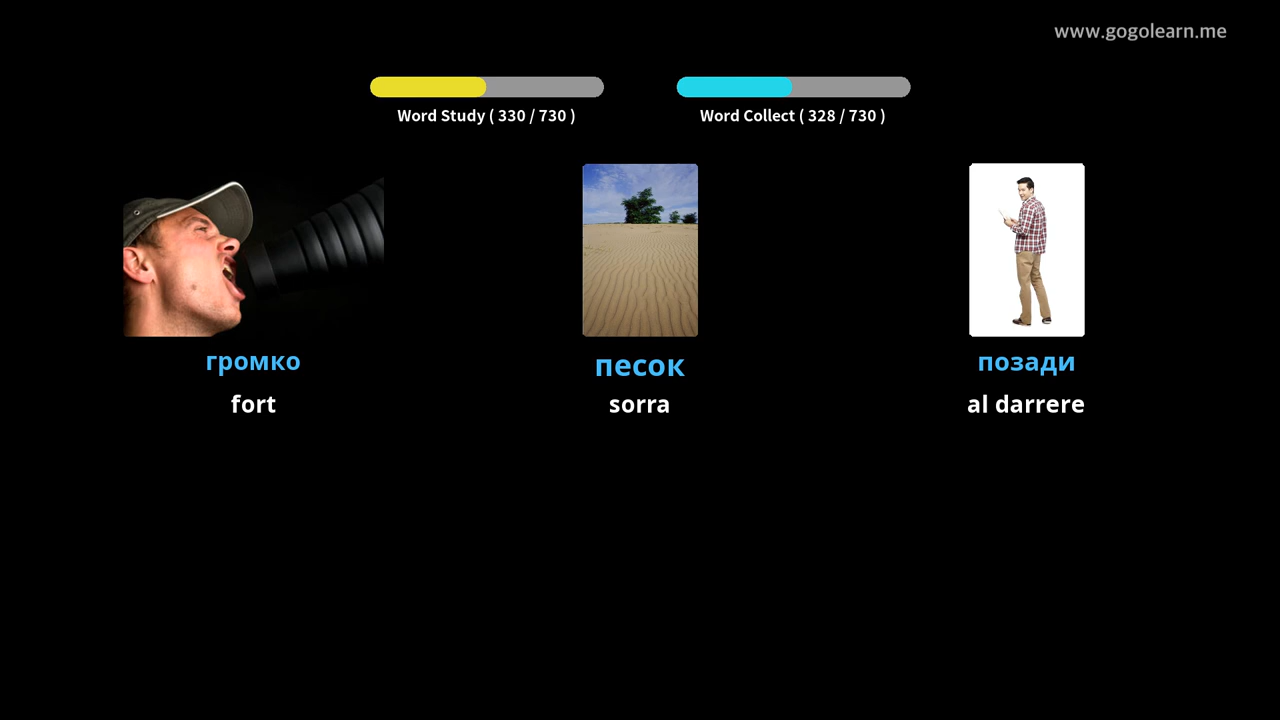 www.gogolearn.me
Word Study ( 330 / 730 )
Word Collect ( 328 / 730 )
громко
песок
позади
fort
sorra
al darrere